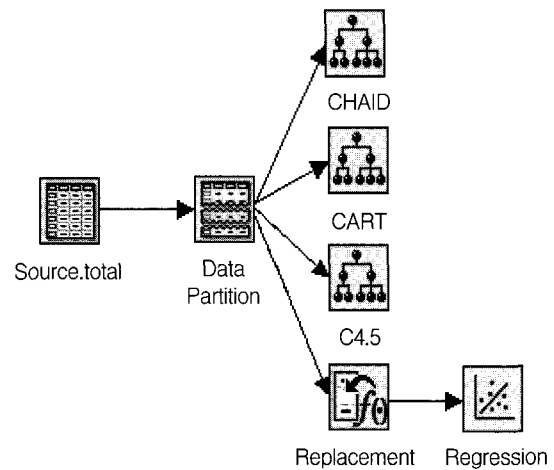 CHAID
CART
Source.total
Data
Partition
C4.5
f()
Replacement
Regression